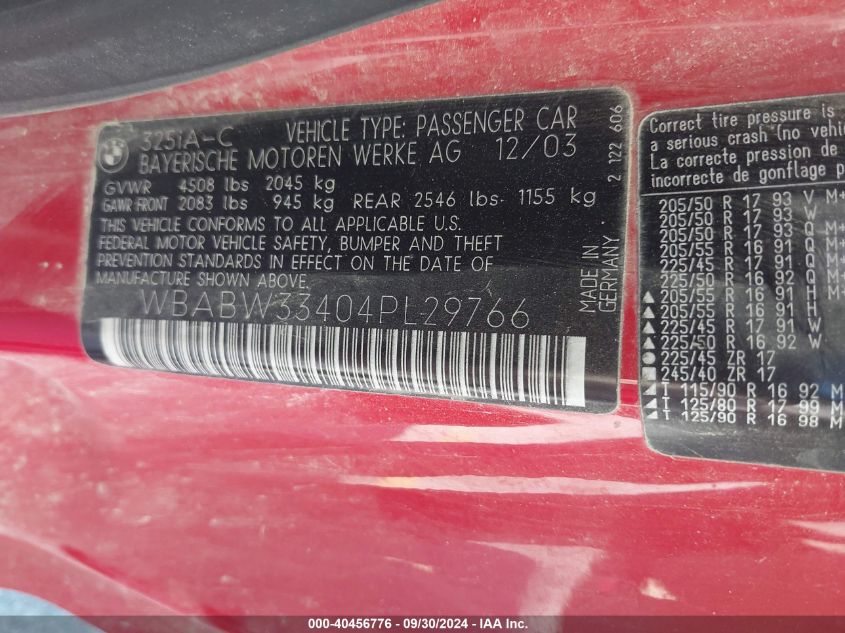 BMW
325iA-C VEHICLE TYPE: PASSENGER CAR
BAYERISCHE MOTOREN WERKE AG 12/03
GVWR 4508 lbs 2045 kg
GAWR FRONT 2083 lbs 945 kg REAR 2546 lbs 1155 kg
THIS VEHICLE CONFORMS TO ALL APPLICABLE U.S.
FEDERAL MOTOR VEHICLE SAFETY, BUMPER AND THEFT
PREVENTION STANDARDS IN EFFECT ON THE DATE OF
MANUFACTURE SHOWN ABOVE.
WBABW33404PL29766
MADE IN
GERMANY
2 122 606
Correct tire pressure is
a serious crash (no vehi
La correcte pression de
incorrecte de gonflage p
205/50 R 17 93 V M+
205/50 R 17 93 W
205/50 R 17 93 Q M+
205/55 R 16 91 Q M+
225/45 R 17 91 Q M+
225/50 R 16 92 Q M+
▲ 205/55 R 16 91 H M+
▲ 205/55 R 16 91 H
▲ 225/45 R 17 91 W
▲ 225/50 R 16 92 W
● 225/45 ZR 17
■ 245/40 ZR 17
▲ T 115/90 R 16 92 M
▲ T 125/80 R 17 99 M
▲ T 125/90 R 16 98 M
000-40456776 - 09/30/2024 - IAA Inc.